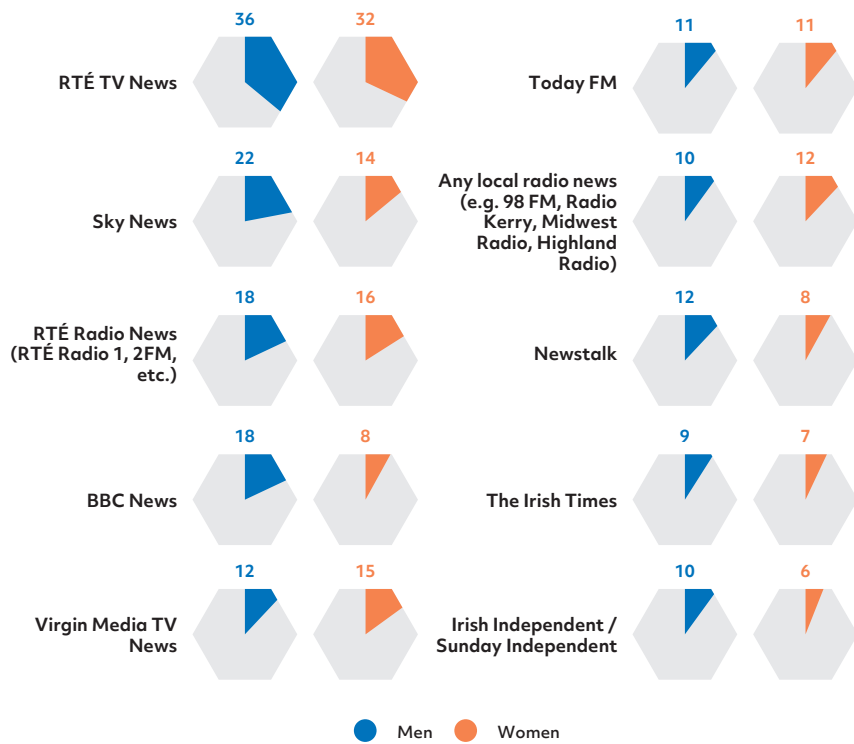 36 32
RTÉ TV News
22 14
Sky News
18 16
RTÉ Radio News
(RTÉ Radio 1, 2FM,
etc.)
18 8
BBC News
12 15
Virgin Media TV
News
11 11
Today FM
10 12
Any local radio news
(e.g. 98 FM, Radio
Kerry, Midwest
Radio, Highland
Radio)
12 8
Newstalk
9 7
The Irish Times
10 6
Irish Independent /
Sunday Independent
Men Women